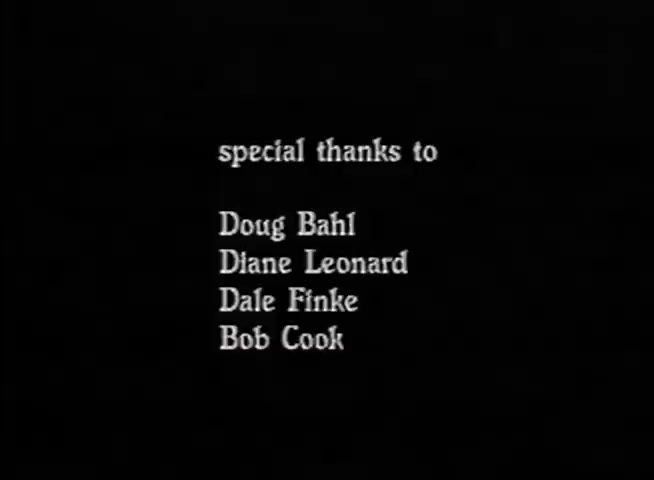 special thanks to
Doug Bahl
Diane Leonard
Dale Finke
Bob Cook